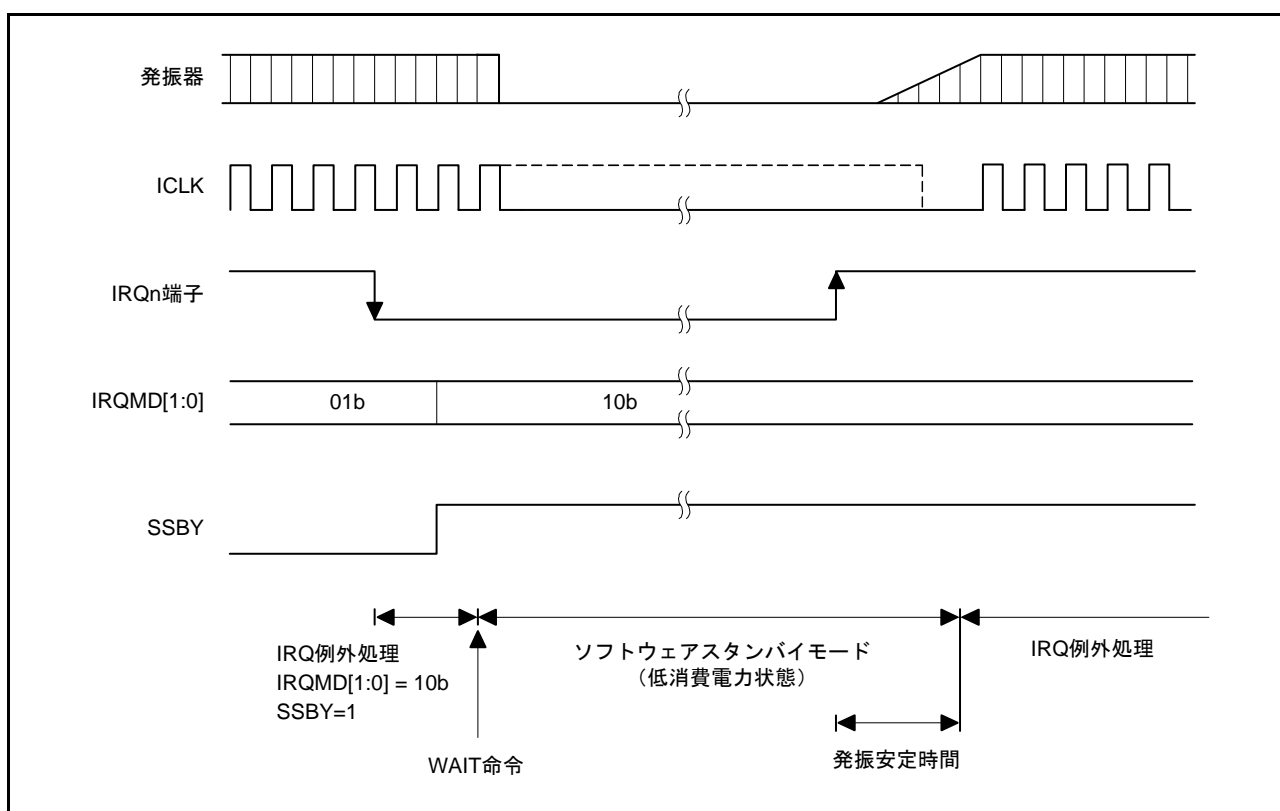 発振器
ICLK
IRQn端子
IRQMD[1:0]
01b
10b
SSBY
IRQ例外処理
IRQMD[1:0] = 10b
SSBY=1
WAIT命令
ソフトウェアスタンバイモード
(低消費電力状態)
発振安定時間
IRQ例外処理